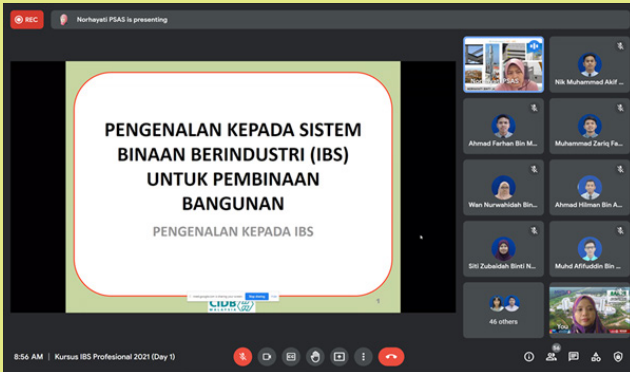 REC
Norhayati PSAS is presenting
PENGENALAN KEPADA SISTEM
BINAAN BERINDUSTRI (IBS)
UNTUK PEMBINAAN
BANGUNAN
PENGENALAN KEPADA IBS
CIDB
MALAYSIA
Nik Muhammad Akif ...
Ahmad Farhan Bin M...
Muhammad Zariq Fa...
Wan Nurwahidah Bin...
Ahmad Hilman Bin A...
Siti Zubaidah Binti N...
Muhd Afifuddin Bin ...
46 others
You
8:56 AM | Kursus IBS Profesional 2021 (Day 1)
56